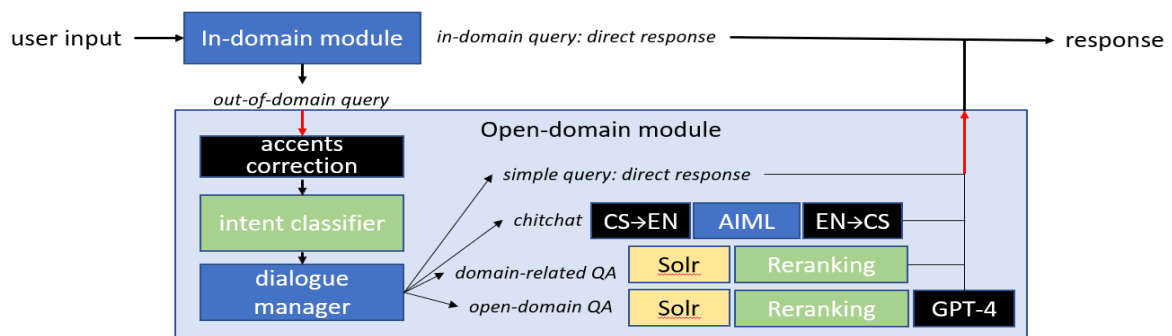 user input
In-domain module
in-domain query: direct response
response
out-of-domain query
Open-domain module
accents
correction
simple query: direct response
intent classifier
chitchat
CS→EN
AIML
EN→CS
dialogue
manager
domain-related QA
Solr
Reranking
open-domain QA
Solr
Reranking
GPT-4